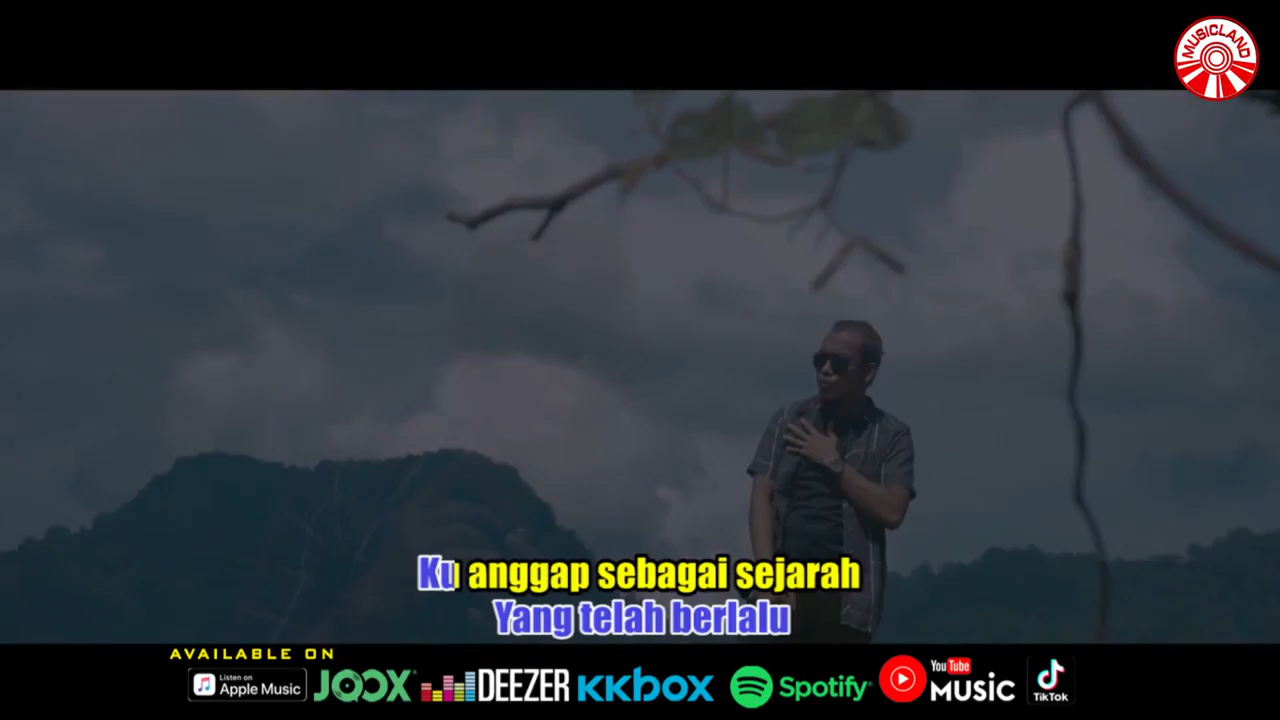 MUSICLAND
Ku anggap sebagai sejarah
Yang telah berlalu
AVAILABLE ON
Listen on
Apple Music
JOOX
DEEZER
KKBOX
Spotify
YouTube
MUSIC
TikTok